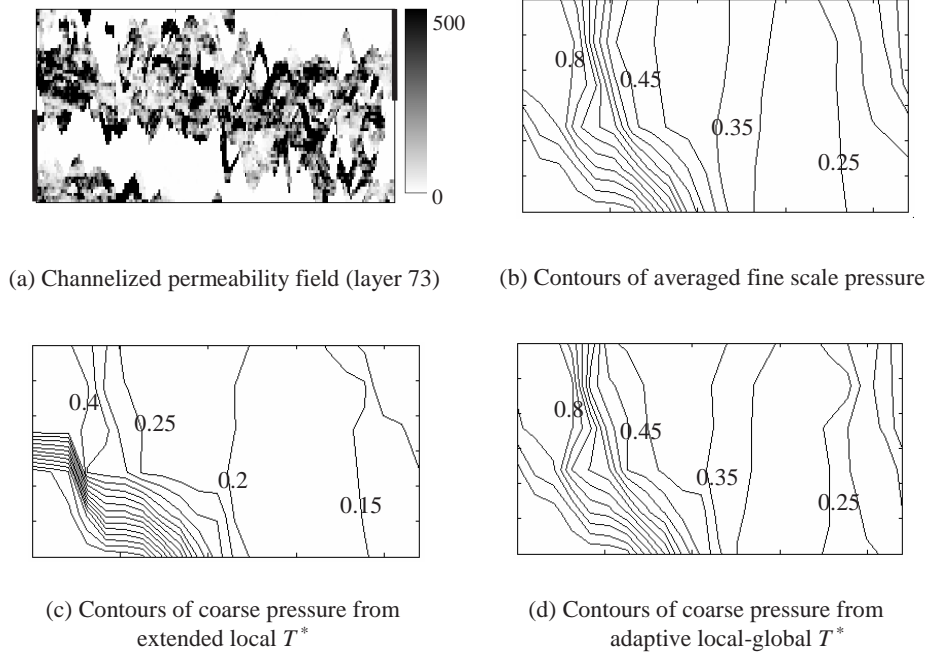 500
0
(a) Channelized permeability field (layer 73)
0.8
0.45
0.35
0.25
(b) Contours of averaged fine scale pressure
0.4
0.25
0.2
0.15
(c) Contours of coarse pressure from
extended local T*
0.8
0.45
0.35
0.25
(d) Contours of coarse pressure from
adaptive local-global T*